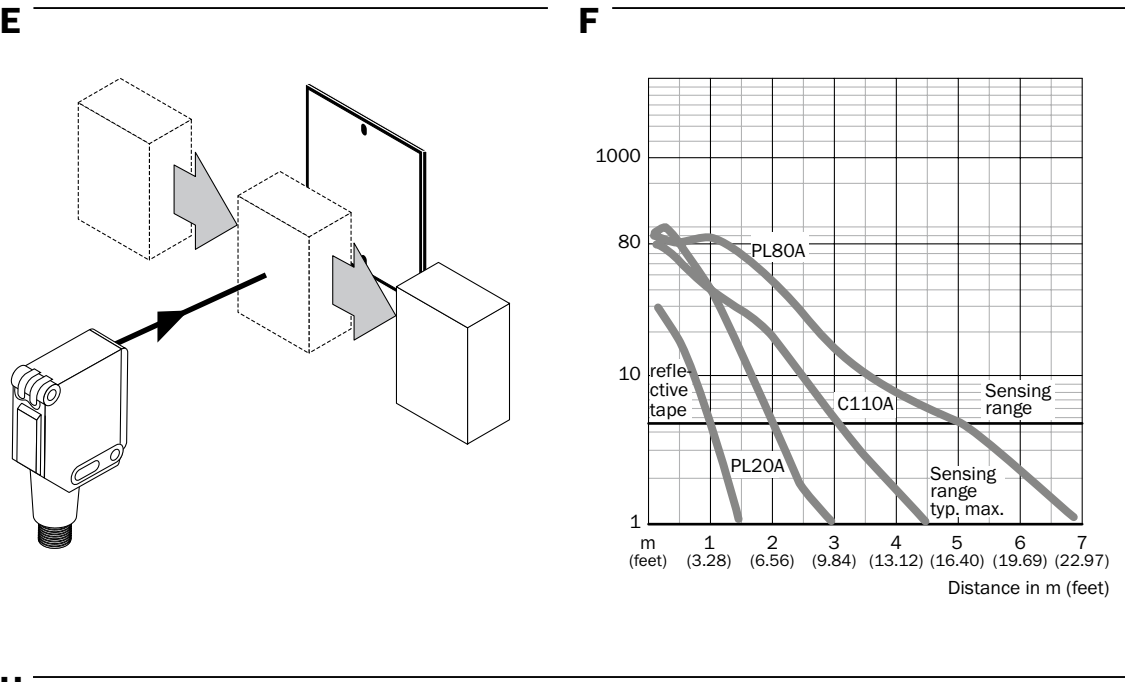 E
F
1000
80
10
1
PL80A
refle-
ctive
tape
C110A
Sensing
range
PL20A
Sensing
range
typ. max.
m 1 2 3 4 5 6 7
(feet) (3.28) (6.56) (9.84) (13.12) (16.40) (19.69) (22.97)
Distance in m (feet)